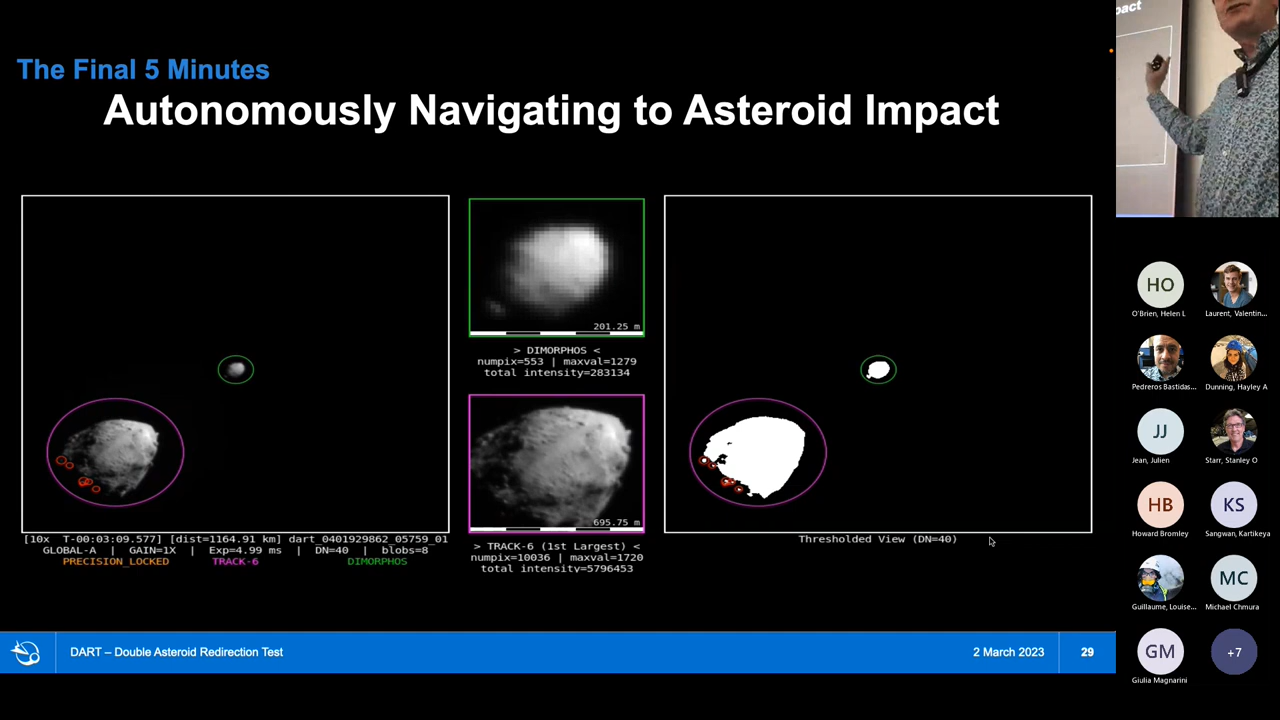 The Final 5 Minutes
Autonomously Navigating to Asteroid Impact
201.25 m
> DIMORPHOS <
numpix=553 | maxval=1279
total intensity=283134
695.75 m
> TRACK-6 (1st Largest) <
numpix=10036 | maxval=1720
total intensity=5796453
[10x T-00:03:09.577] [dist=1164.91 km] dart_0401929862_05759_01
GLOBAL-A | GAIN=1X | Exp=4.99 ms | DN=40 | blobs=8
PRECISION_LOCKED TRACK-6 DIMORPHOS
Thresholded View (DN=40)
DART – Double Asteroid Redirection Test
2 March 2023
29
pact
HO
O'Brien, Helen L
Laurent, Valentin...
Pedreros Bastidas...
Dunning, Hayley A
JJ
Jean, Julien
Starr, Stanley O
HB
Howard Bromley
KS
Sangwan, Kartikeya
Guillaume, Louise...
MC
Michael Chmura
GM
Giulia Magnarini
+7